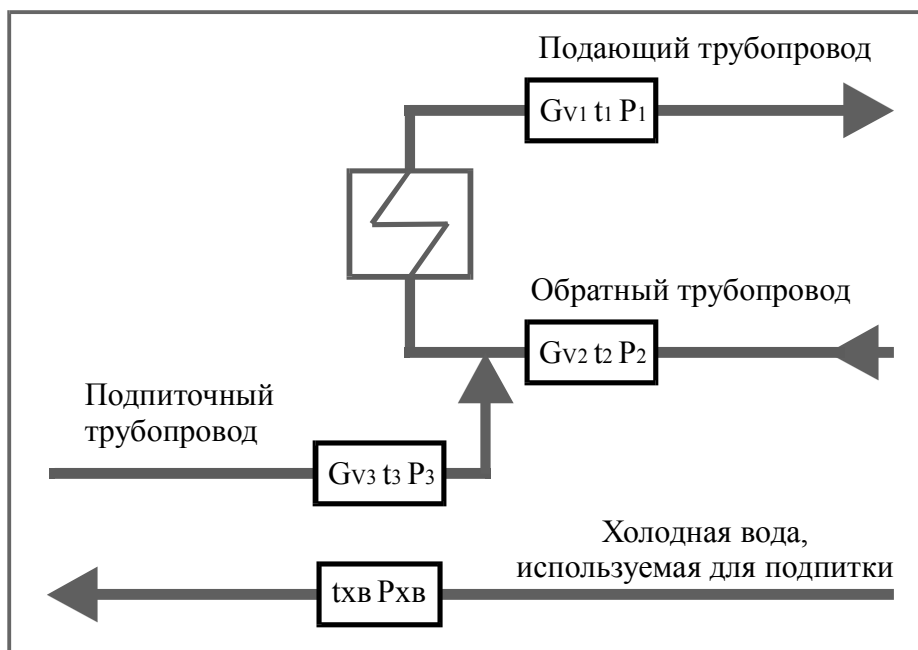 Подающий трубопровод
Gv1 t1 P1
Обратный трубопровод
Gv2 t2 P2
Подпиточный
трубопровод
Gv3 t3 P3
Холодная вода,
используемая для подпитки
tхв Pхв